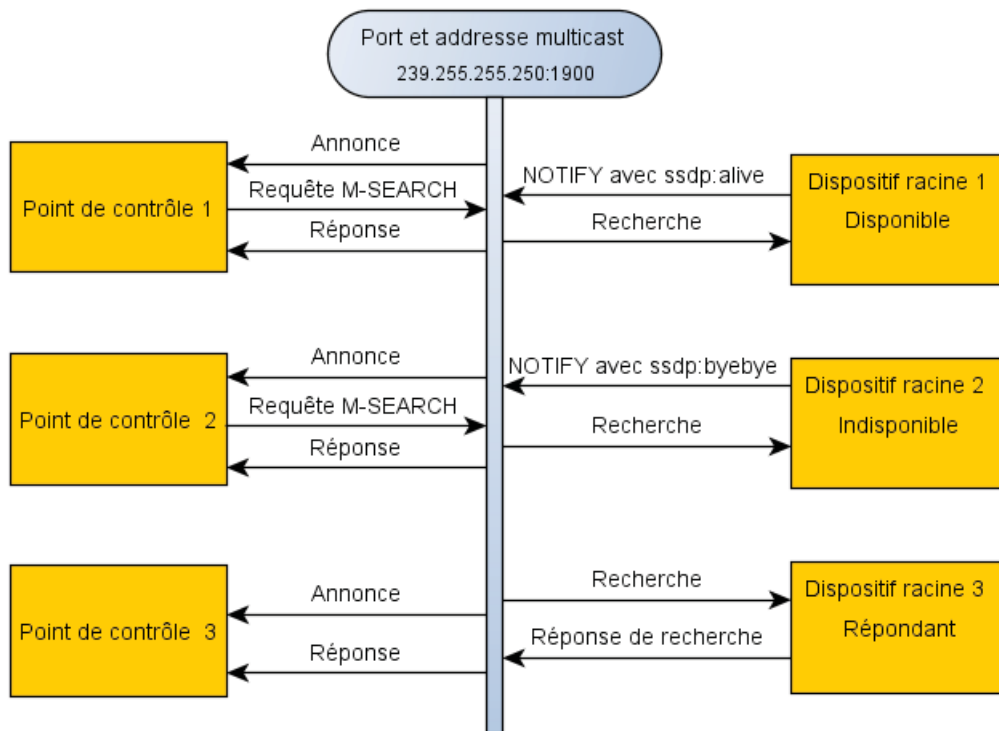 Port et addresse multicast
239.255.255.250:1900
Point de contrôle 1
Annonce
Requête M-SEARCH
Réponse
NOTIFY avec ssdp:alive
Recherche
Dispositif racine 1
Disponible
Point de contrôle 2
Annonce
Requête M-SEARCH
Réponse
NOTIFY avec ssdp:byebye
Recherche
Dispositif racine 2
Indisponible
Point de contrôle 3
Annonce
Réponse
Recherche
Réponse de recherche
Dispositif racine 3
Répondant